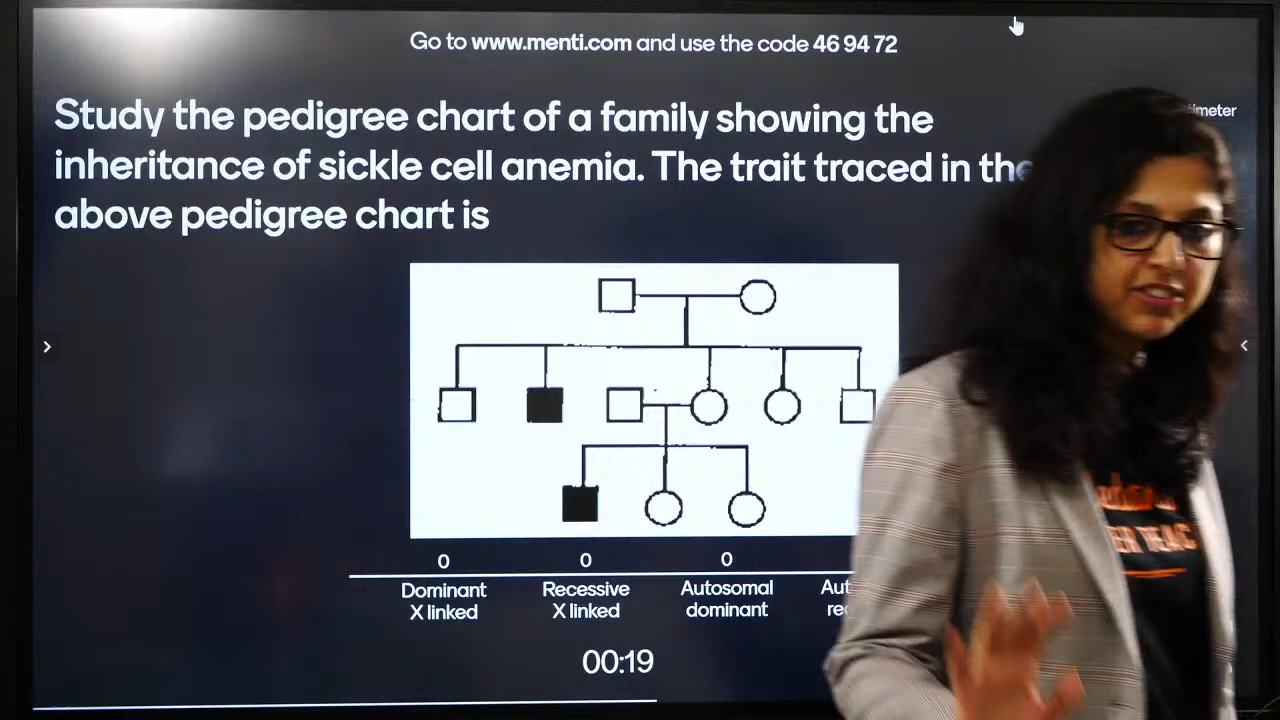 Go to www.menti.com and use the code 46 94 72
Study the pedigree chart of a family showing the
inheritance of sickle cell anemia. The trait traced in the
above pedigree chart is
0 0 0
Dominant
X linked
Recessive
X linked
Autosomal
dominant
00:19